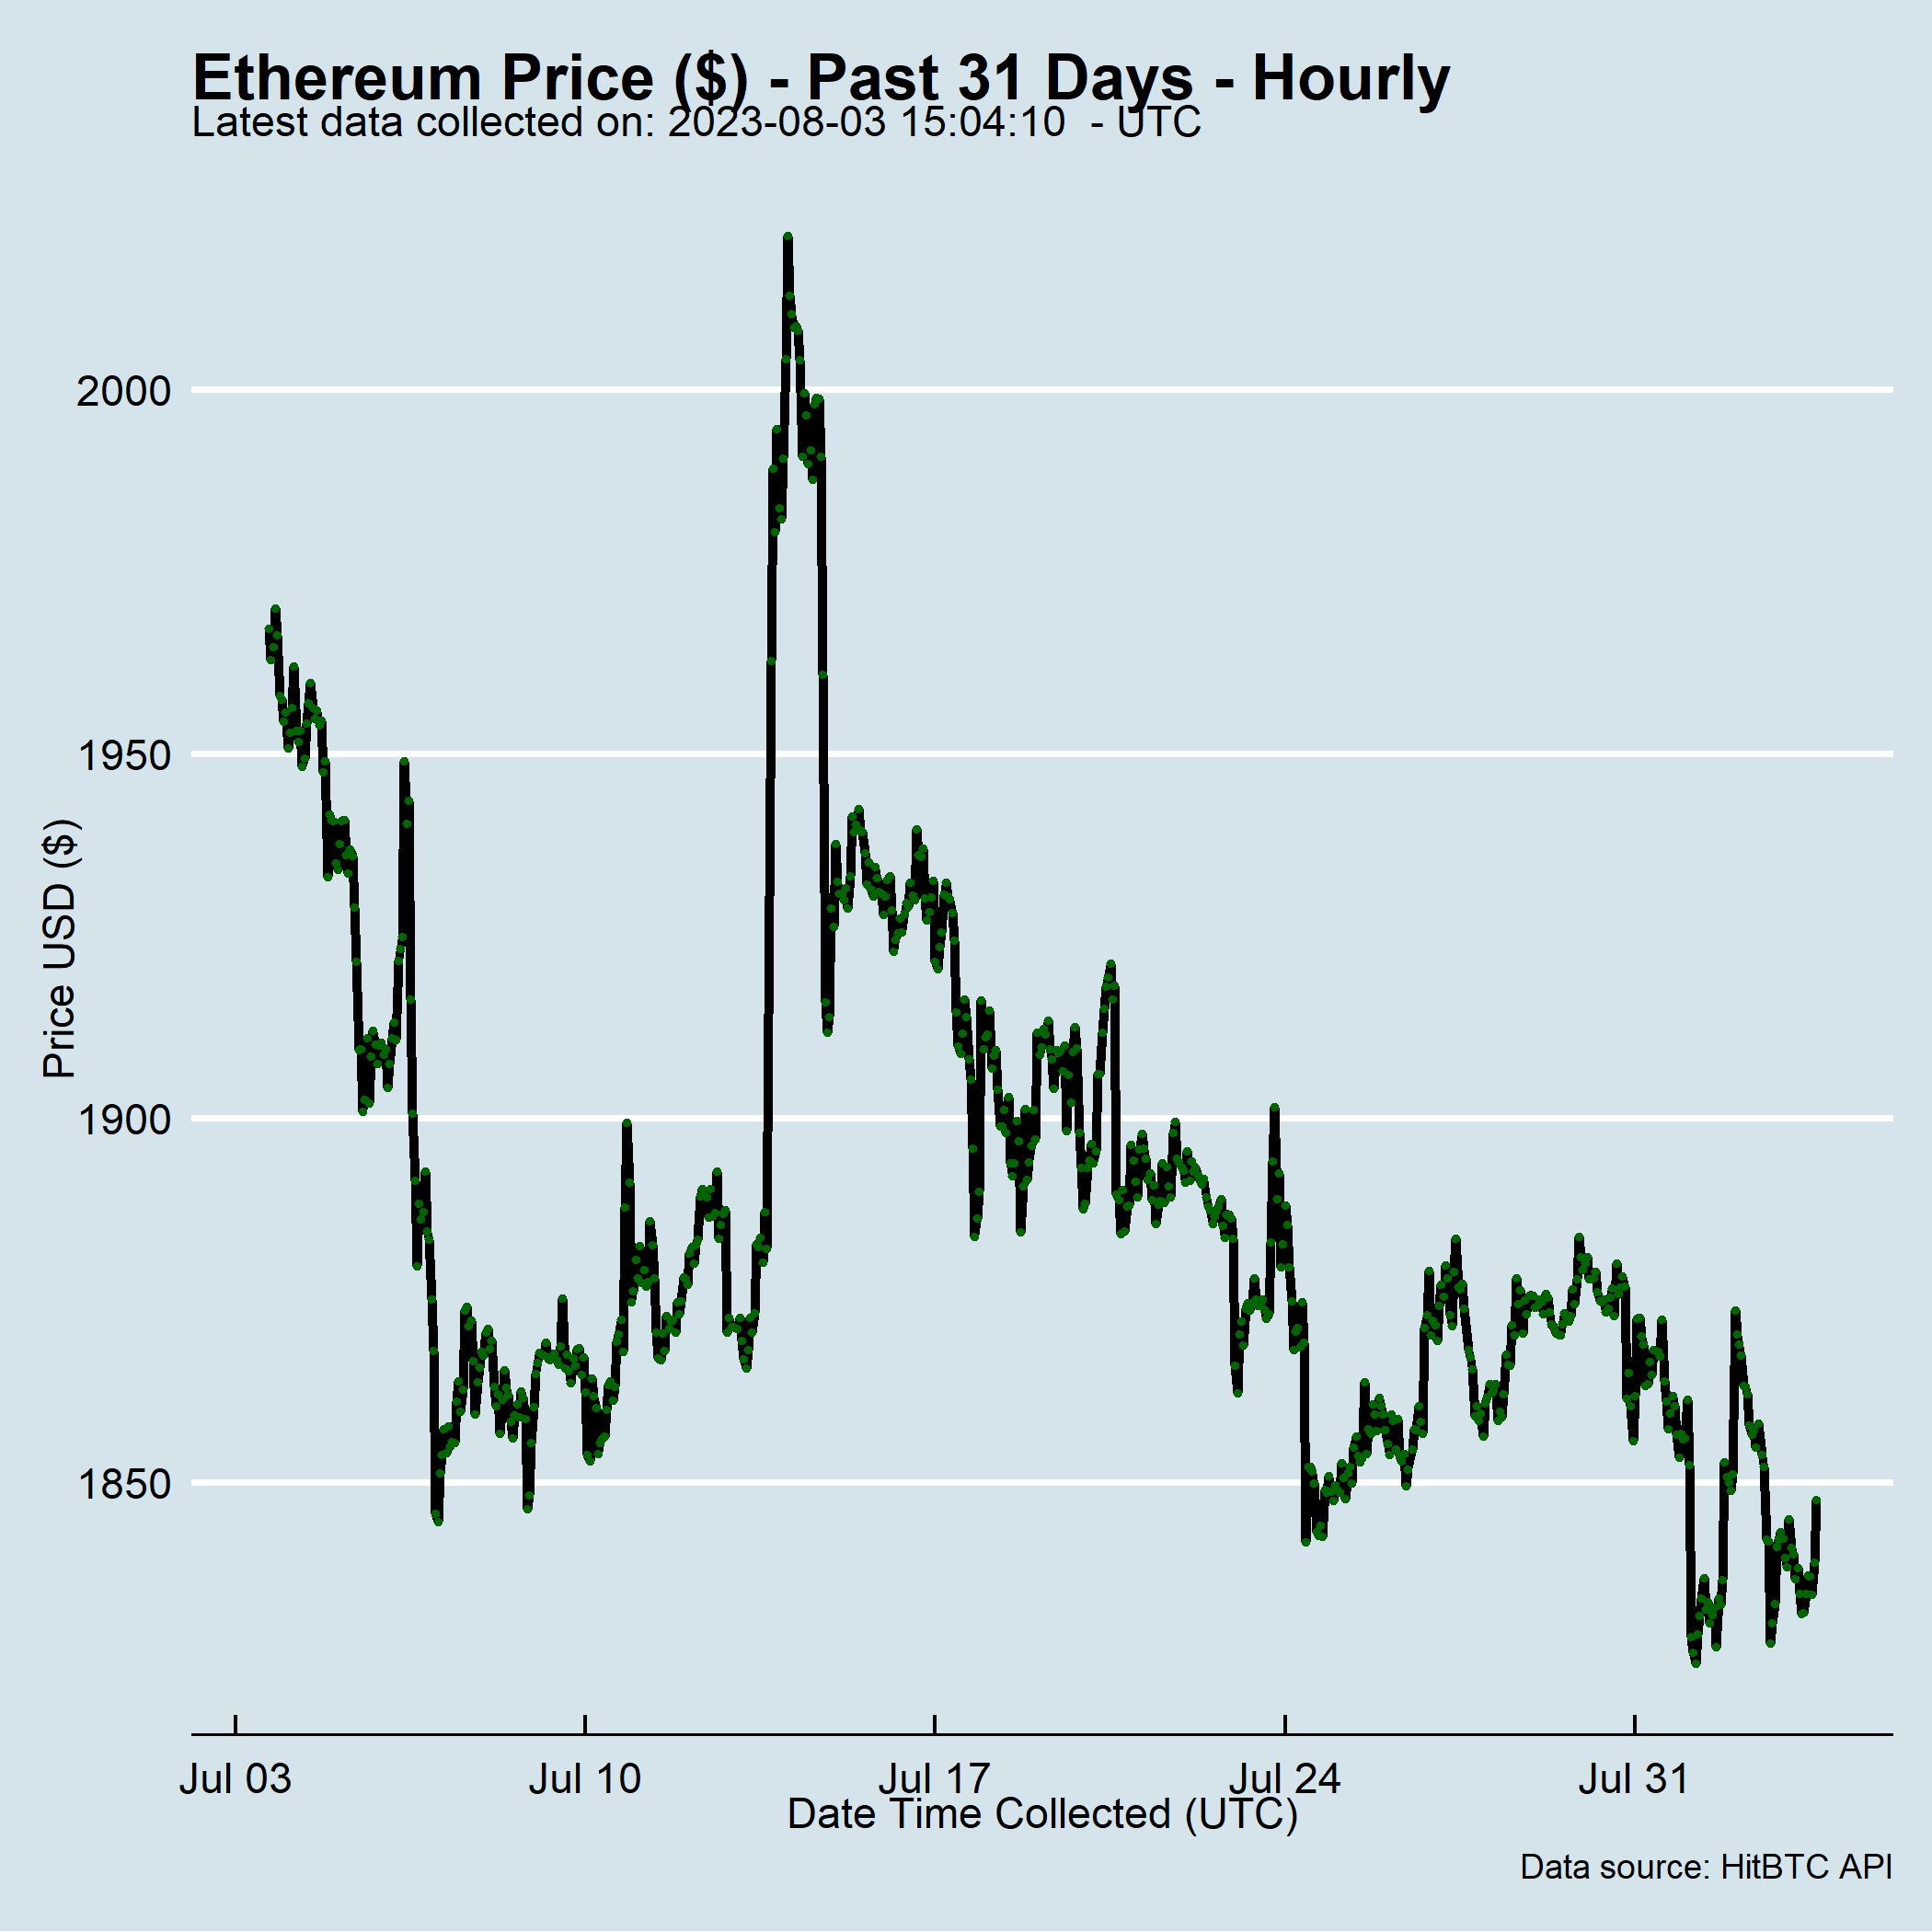 Ethereum Price ($) - Past 31 Days - Hourly
Latest data collected on: 2023-08-03 15:04:10  - UTC
2000
1950
1900
1850
Price USD ($)
Jul 03 Jul 10 Jul 17 Jul 24 Jul 31
Date Time Collected (UTC)
Data source: HitBTC API